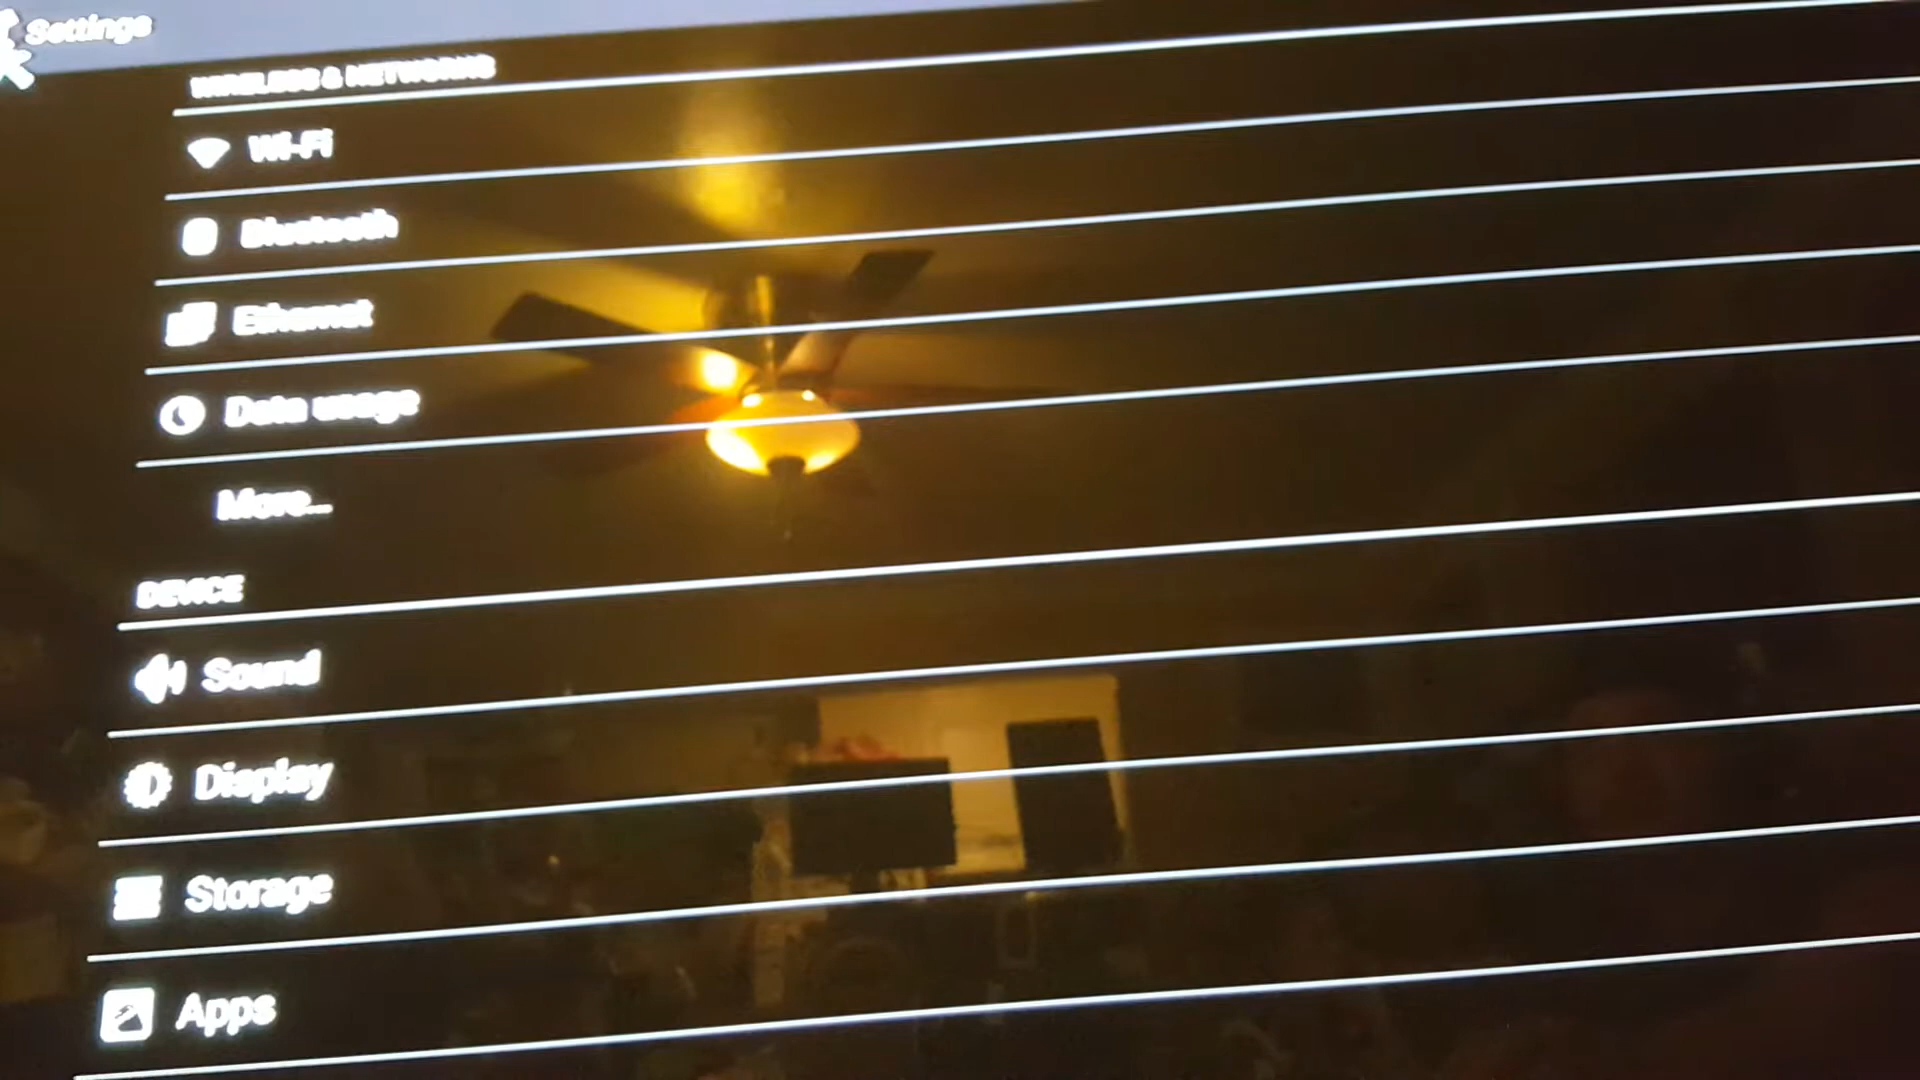 Settings
WIRELESS & NETWORKS
Wi-Fi
Bluetooth
Ethernet
Data usage
More...
DEVICE
Sound
Display
Storage
Apps